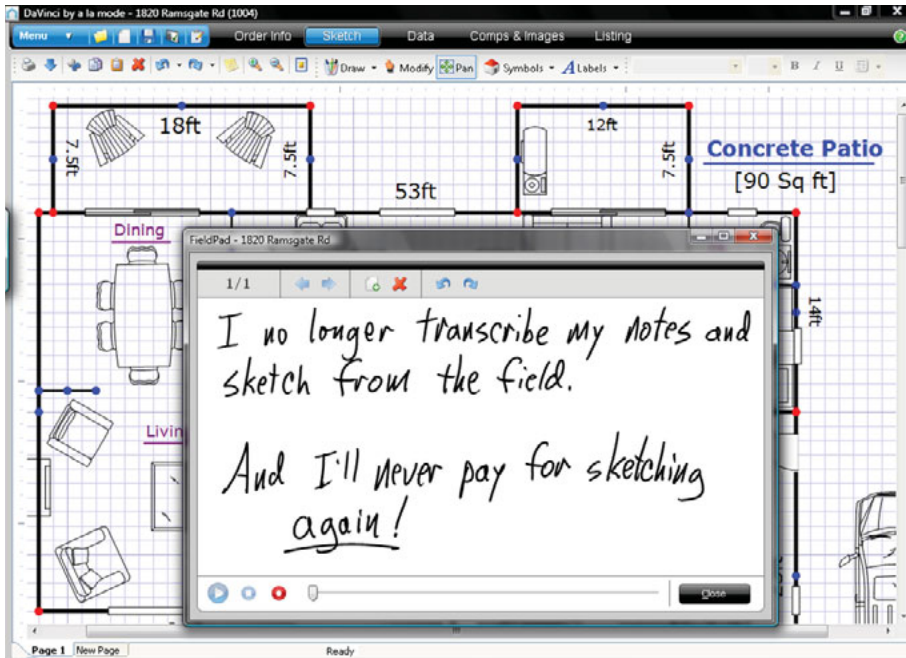 DaVinci by a la mode - 1820 Ramsgate Rd (1004)
Menu Order Info Sketch Data Comps & Images Listing
Draw Modify Pan Symbols A Labels B I U
18ft
12ft
7.5ft
7.5ft
7.5ft
Concrete Patio
[90 Sq ft]
53ft
Dining
FieldPad - 1820 Ramsgate Rd
1/1
14ft
I no longer transcribe my notes and
sketch from the field.
Livin
And I'll never pay for sketching
again!
Close
Page 1 New Page Ready